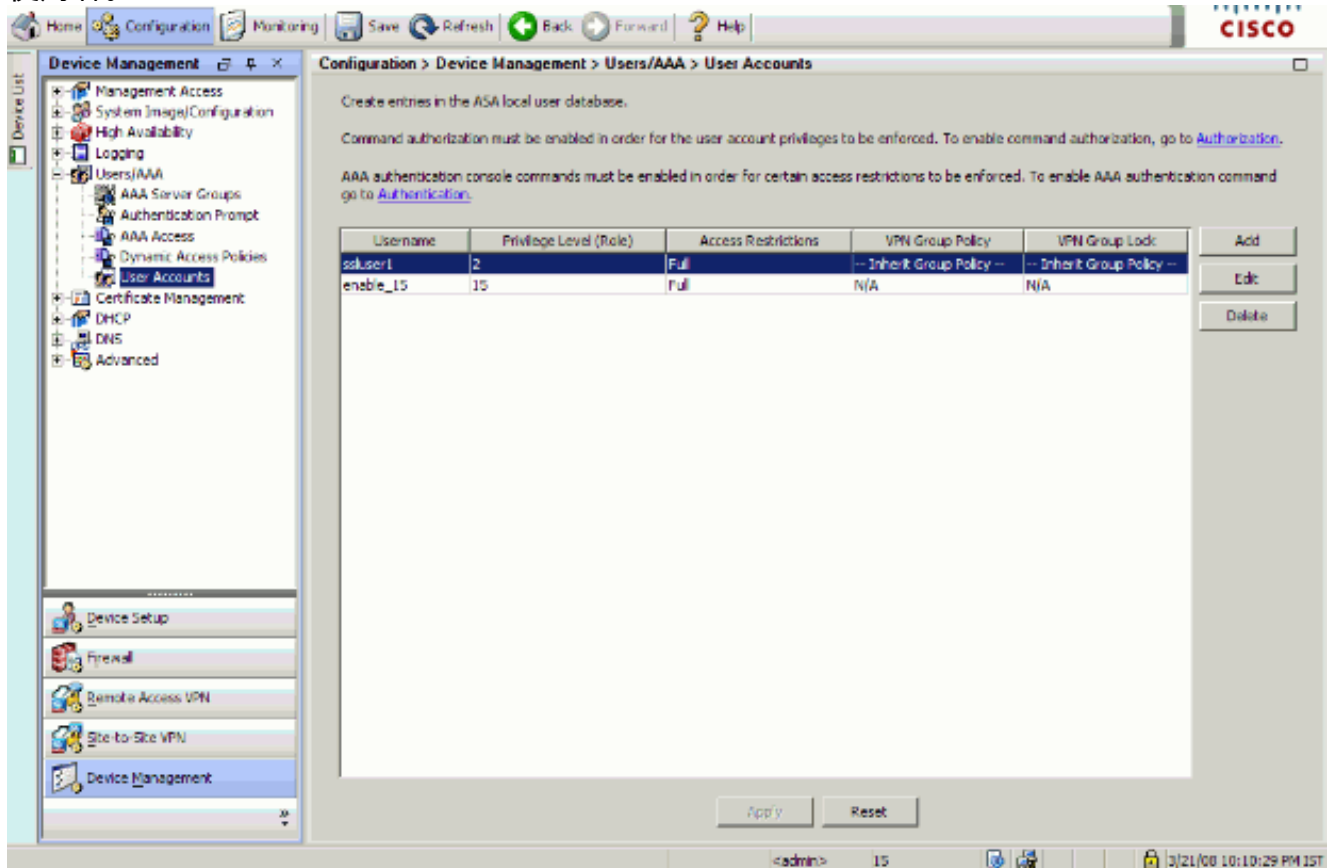 Home Configuration Monitoring Save Refresh Back Forward Help
CISCO
Device List
Device Management
Management Access
System Image/Configuration
High Availability
Logging
Users/AAA
AAA Server Groups
Authentication Prompt
AAA Access
Dynamic Access Policies
User Accounts
Certificate Management
DHCP
DNS
Advanced
Device Setup
Firewall
Remote Access VPN
Site-to-Site VPN
Device Management
Configuration > Device Management > Users/AAA > User Accounts
Create entries in the ASA local user database.
Command authorization must be enabled in order for the user account privileges to be enforced. To enable command authorization, go to Authorization.
AAA authentication console commands must be enabled in order for certain access restrictions to be enforced. To enable AAA authentication command
go to Authentication.
Username Privilege Level (Role) Access Restrictions VPN Group Policy VPN Group Lock
ssluser1 2 Full -- Inherit Group Policy -- -- Inherit Group Policy --
enable_15 15 Full N/A N/A
Add
Edit
Delete
Apply Reset
<admin> 15 3/21/08 10:10:29 PM IST